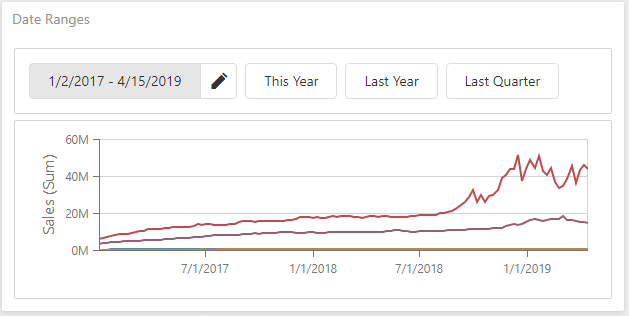 Date Ranges
1/2/2017 - 4/15/2019 This Year Last Year Last Quarter
Sales (Sum)
60M
40M
20M
0M
7/1/2017 1/1/2018 7/1/2018 1/1/2019